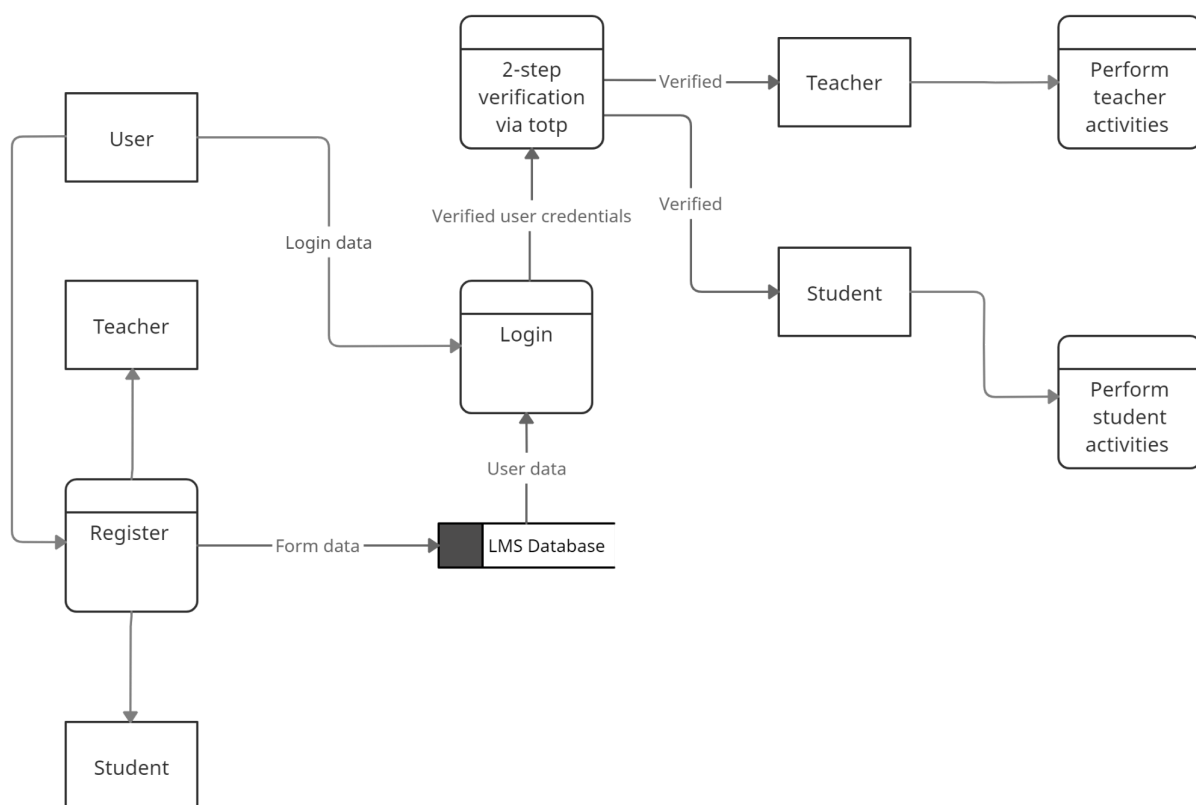 2-step
verification
via totp
Verified
Teacher
Perform
teacher
activities
User
Verified user credentials
Verified
Login data
Student
Teacher
Login
Perform
student
activities
User data
Register
Form data
LMS Database
Student